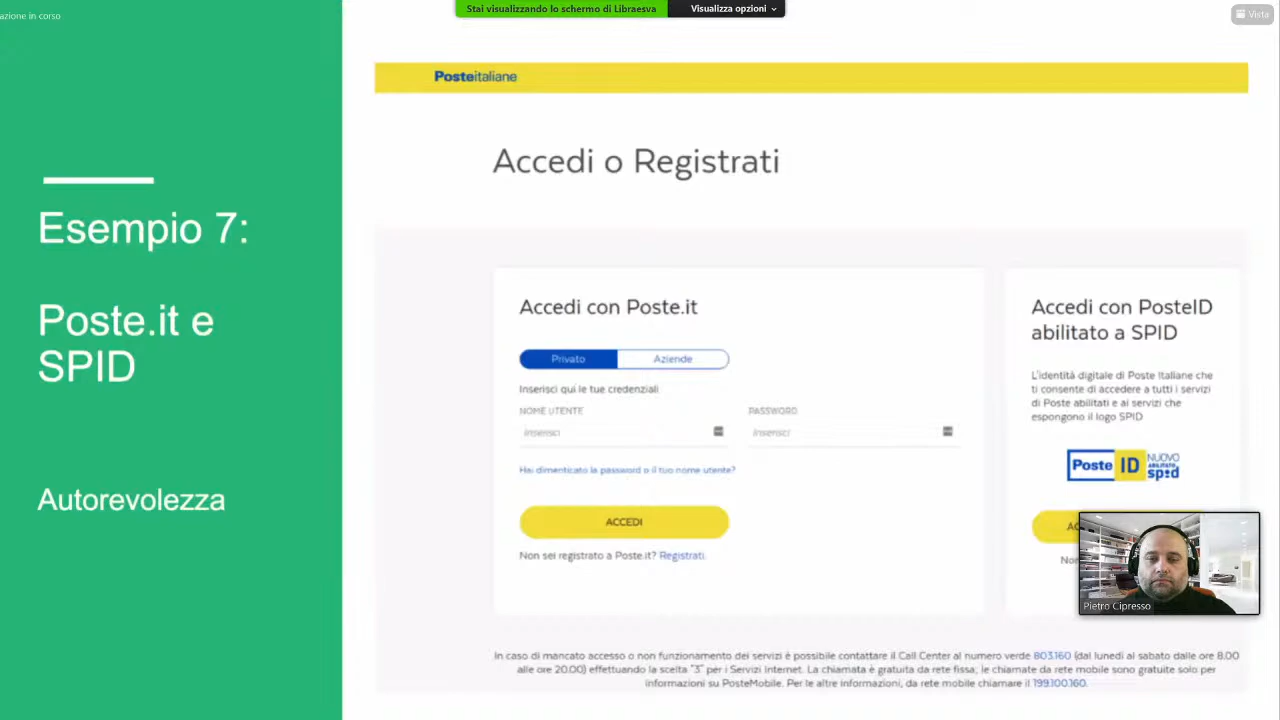 azione in corso
Stai visualizzando lo schermo di Libraesva
Visualizza opzioni
Vista
Posteitaliane
Accedi o Registrati
Esempio 7:
Poste.it e
SPID
Autorevolezza
Accedi con Poste.it
Privato
Aziende
Inserisci qui le tue credenziali
NOME UTENTE
PASSWORD
Inserisci
Inserisci
Hai dimenticato la password o il tuo nome utente?
ACCEDI
Non sei registrato a Poste.it? Registrati.
Accedi con PosteID
abilitato a SPID
L'identità digitale di Poste Italiane che
ti consente di accedere a tutti i servizi
di Poste abilitati e ai servizi che
espongono il logo SPID
Poste ID NUOVO
ABILITATO
spid
AC
Non
Pietro Cipresso
In caso di mancato accesso o non funzionamento dei servizi è possibile contattare il Call Center al numero verde 803.160 (dal lunedì al sabato dalle ore 8.00
alle ore 20.00) effettuando la scelta "3" per i Servizi Internet. La chiamata è gratuita da rete fissa; le chiamate da rete mobile sono gratuite solo per
informazioni su PosteMobile. Per le altre informazioni, da rete mobile chiamare il 199.100.160.